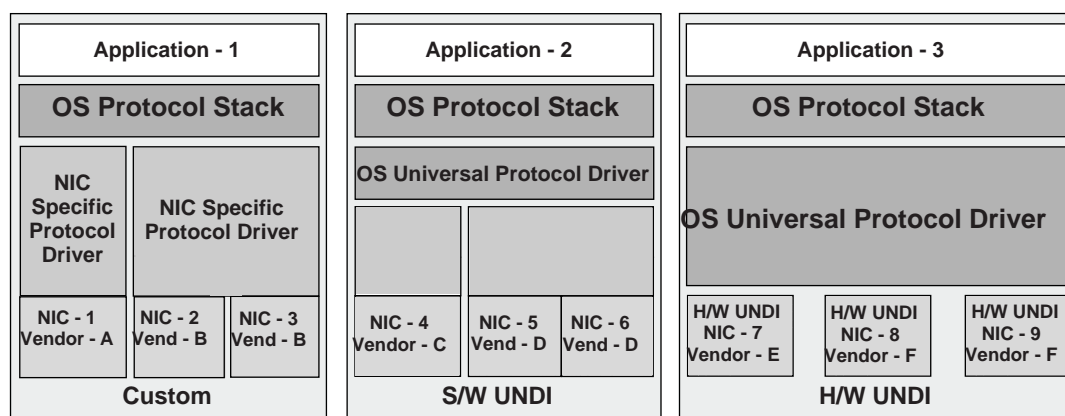 Application - 1
OS Protocol Stack
NIC
Specific
Protocol
Driver
NIC Specific
Protocol Driver
NIC - 1
Vendor - A
NIC - 2
Vend - B
NIC - 3
Vend - B
Custom
Application - 2
OS Protocol Stack
OS Universal Protocol Driver
NIC - 4
Vendor - C
NIC - 5
Vend - D
NIC - 6
Vend - D
S/W UNDI
Application - 3
OS Protocol Stack
OS Universal Protocol Driver
H/W UNDI
NIC - 7
Vendor - E
H/W UNDI
NIC - 8
Vendor - F
H/W UNDI
NIC - 9
Vendor - F
H/W UNDI